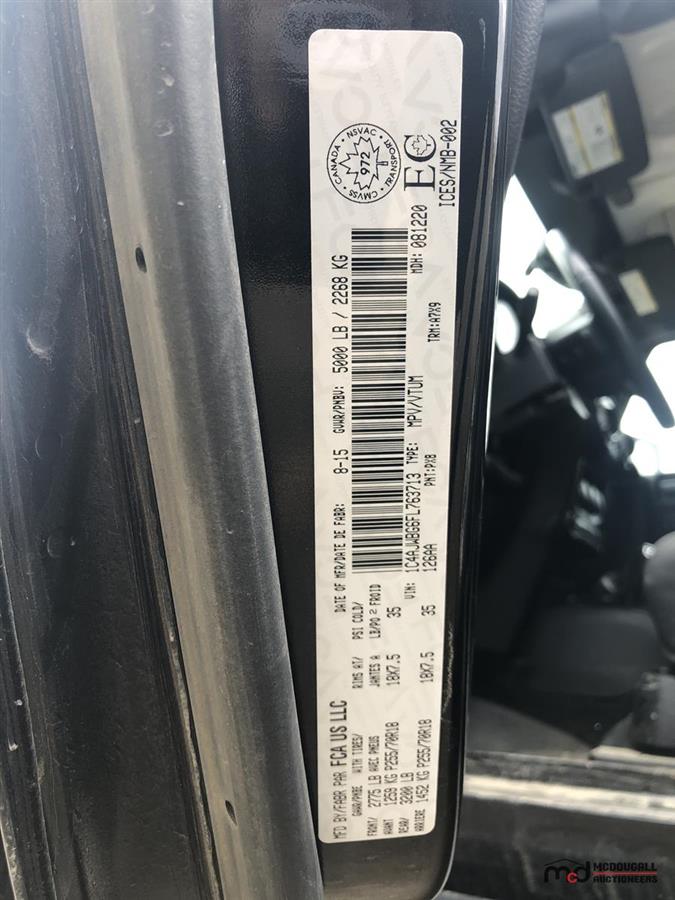 MFD BY/FABR PAR FCA US LLC
DATE OF MFR/DATE DE FABR: 8-15
GVWR/PNBV: 5000 LB / 2268 KG
GAWR/PNBE WITH TIRES/ RIMS AT/ PSI COLD/
AVEC PNEUS JANTES A LB/PO2 FROID
FRONT/ 2775 LB
AVANT 1259 KG P255/70R18 18X7.5 35
REAR/ 3200 LB
ARRIERE 1452 KG P255/70R18 18X7.5 35
VIN: 1C4AJWBG6FL763713 TYPE: MPV/VTUM
126AA PNT:PX8 TRM:A7X9
MDH: 081220
CANADA NSVAC TRANSPORT CMVSS
972
EC
ICES/NMB-002
mcd MCDOUGALL
AUCTIONEERS